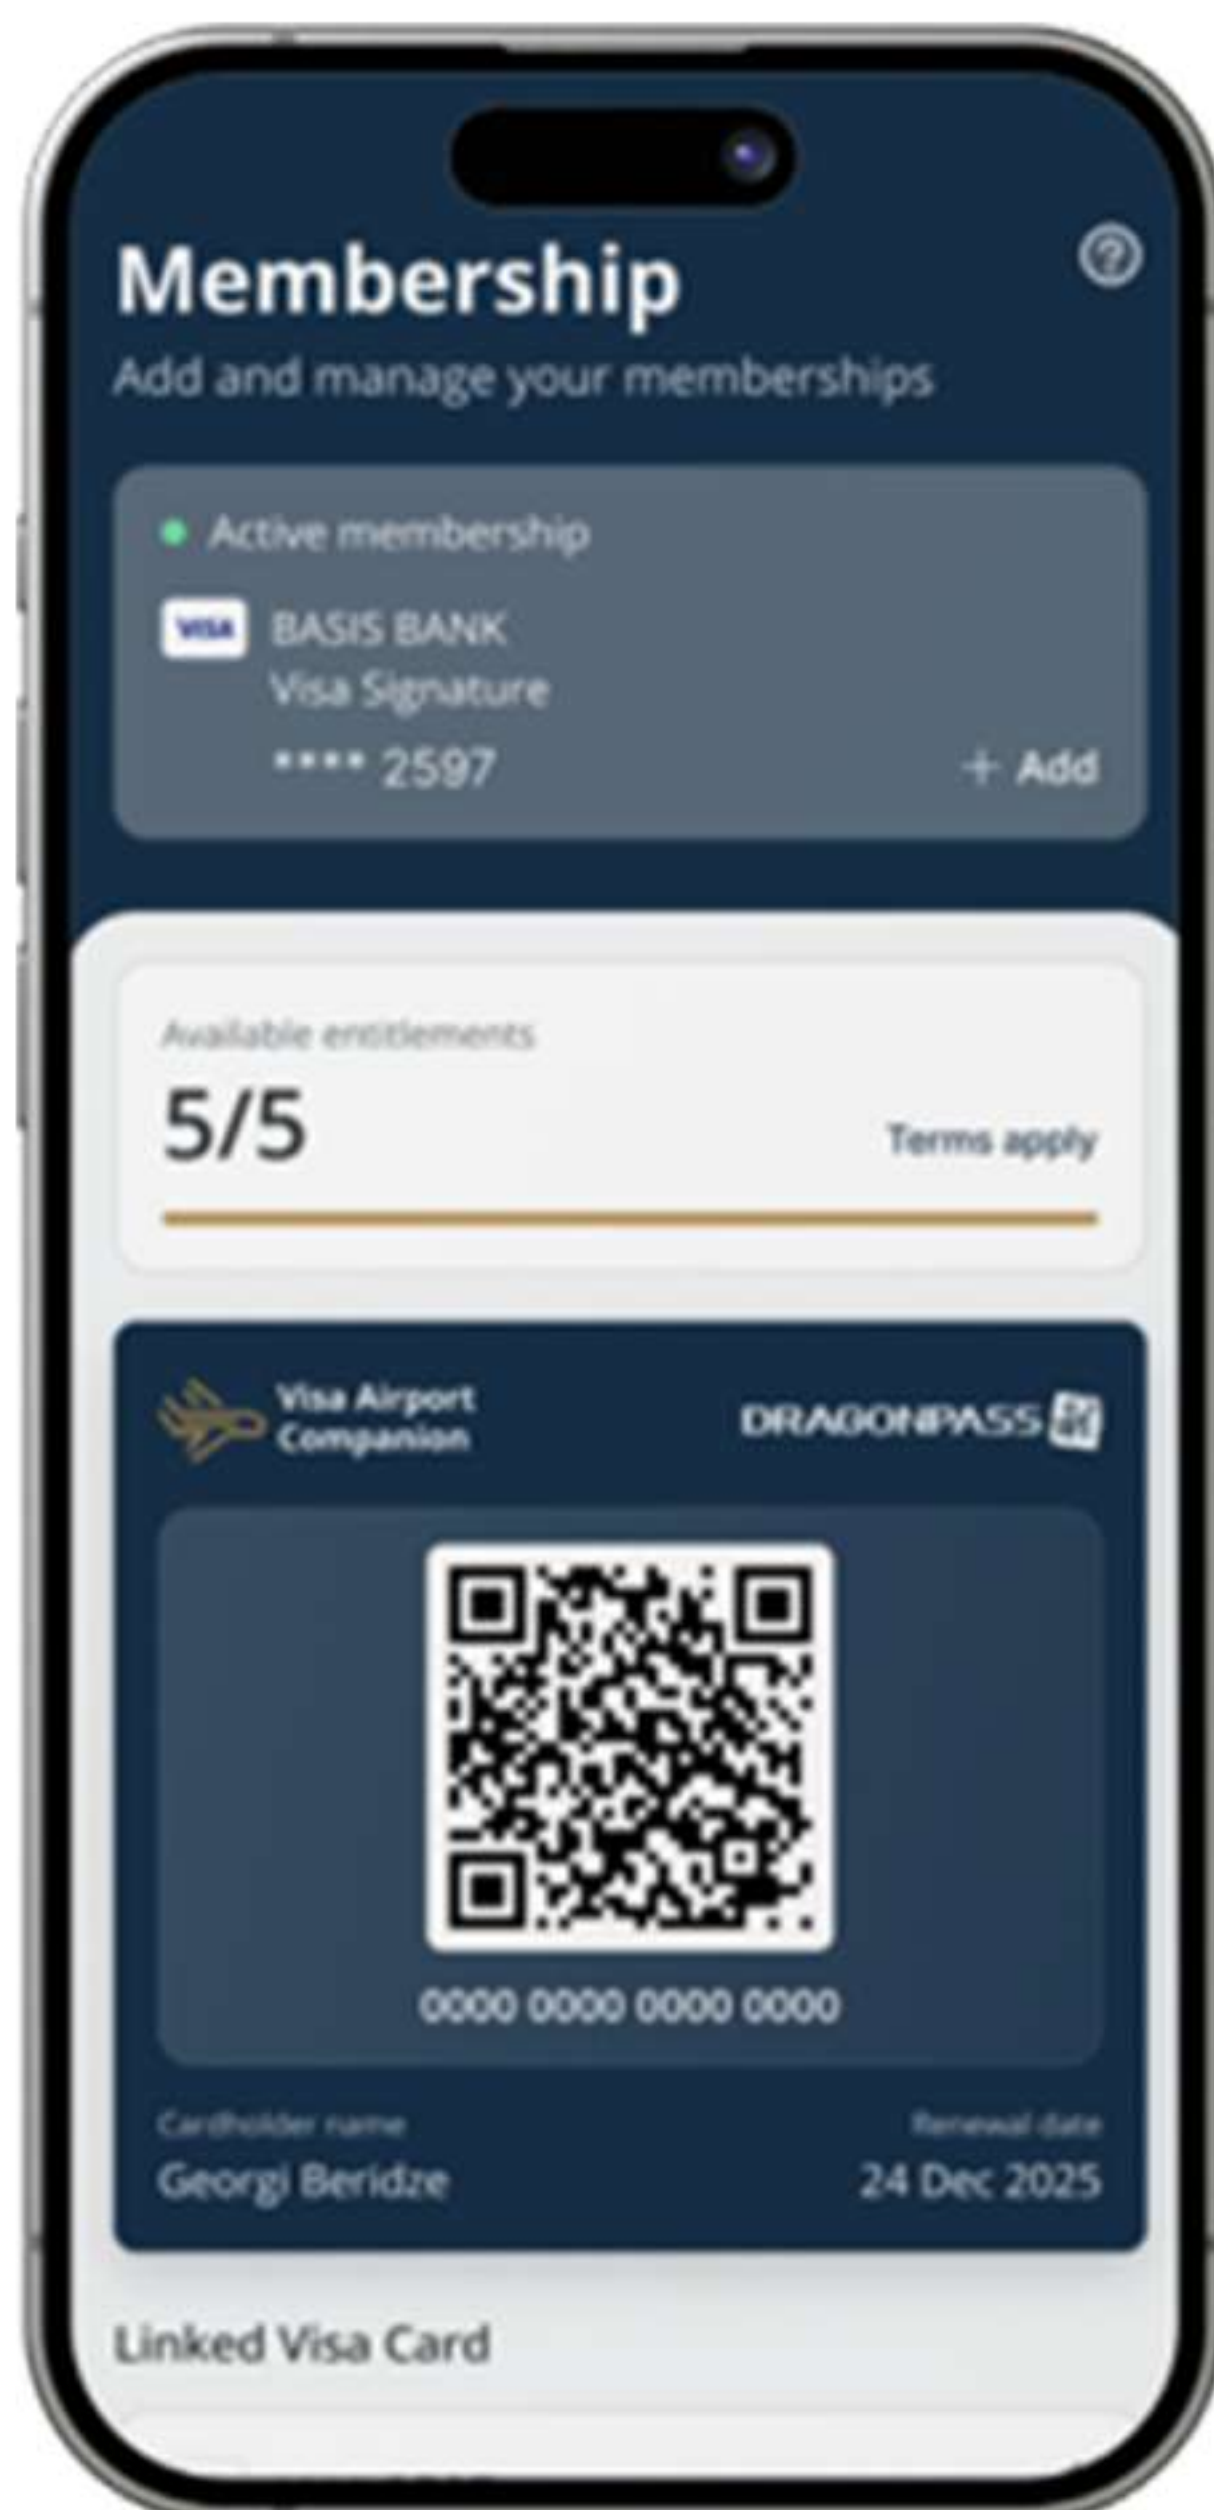 Membership
Add and manage your memberships
Active membership
VISA
BASIS BANK
Visa Signature
**** 2597
+ Add
Available entitlements
5/5
Terms apply
Visa Airport
Companion
DRAGONPASS
0000 0000 0000 0000
Cardholder name
Renewal date
Georgi Beridze
24 Dec 2025
Linked Visa Card